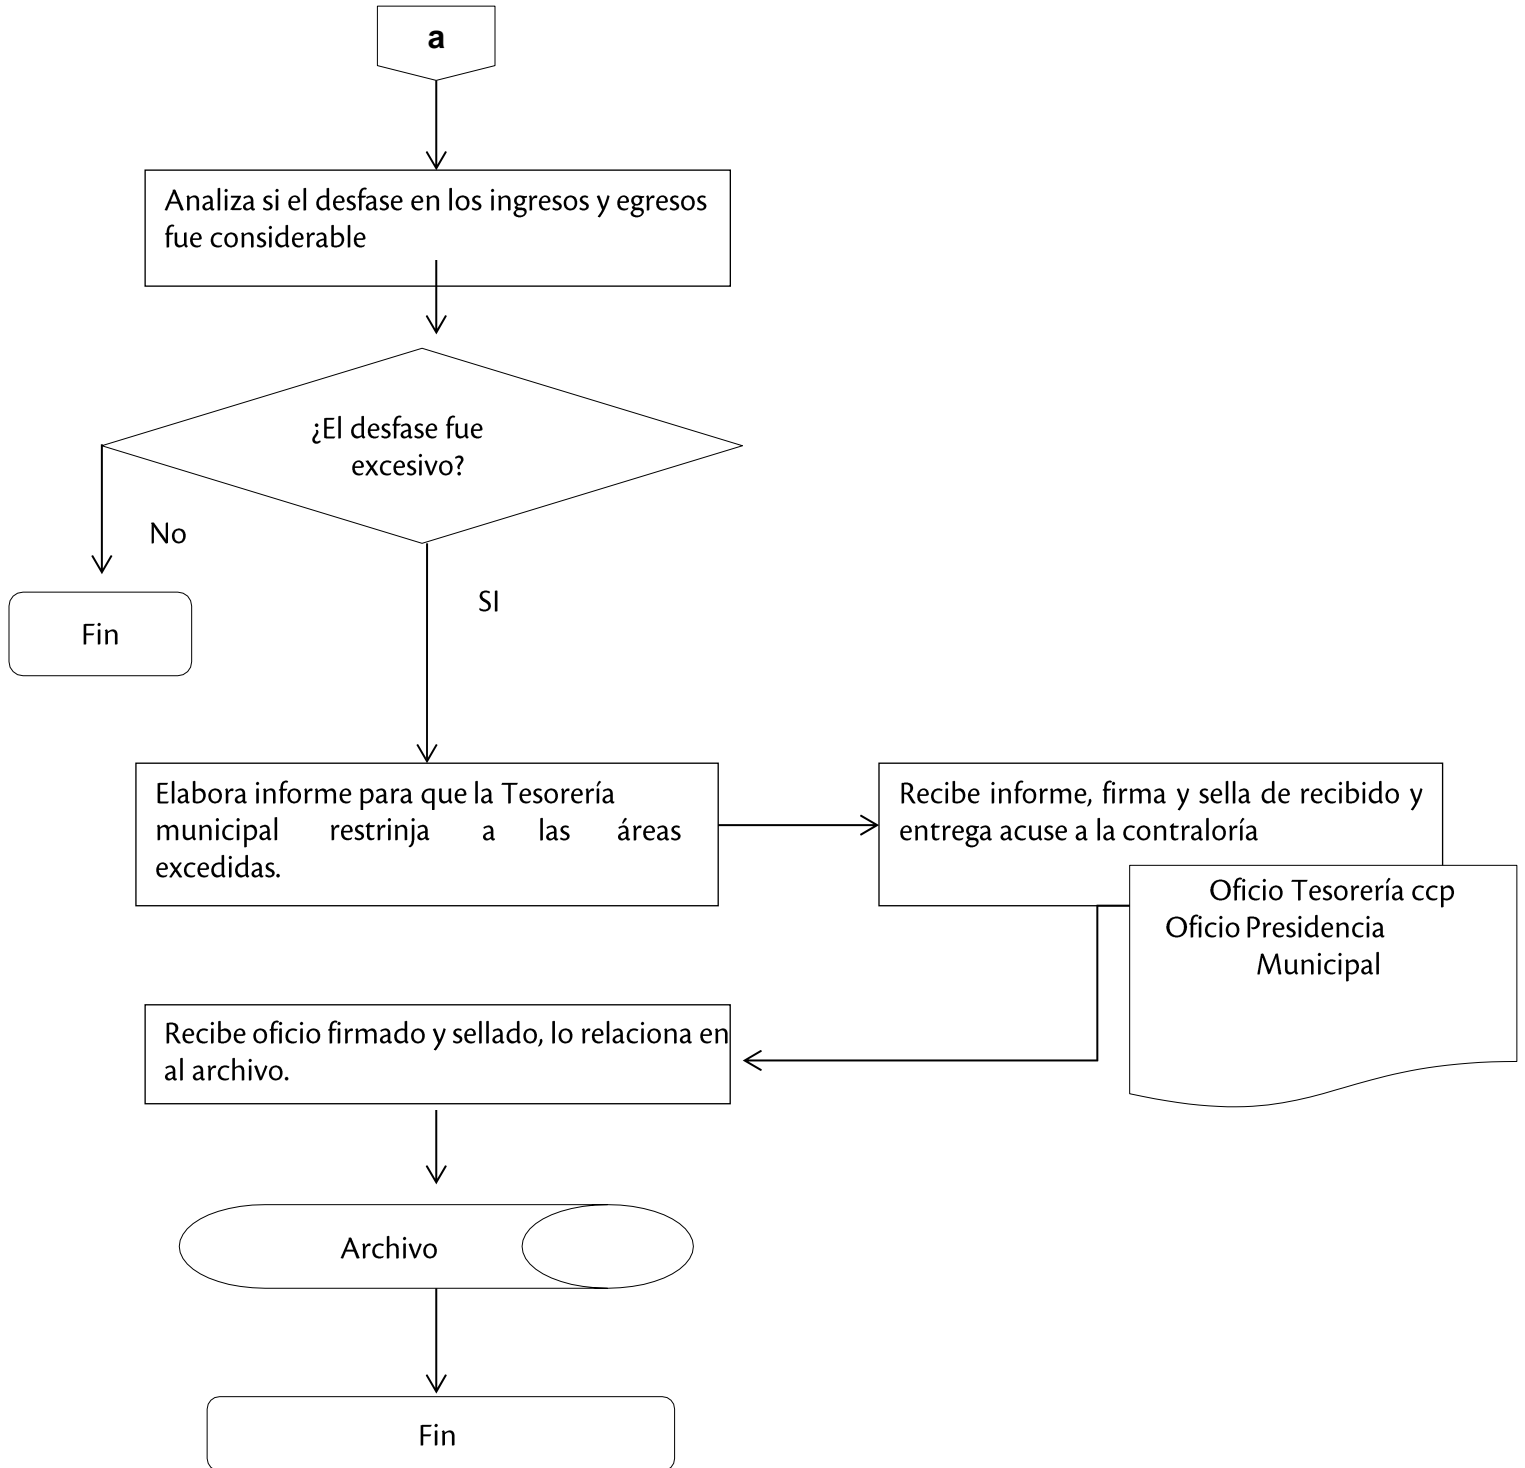 a
Analiza si el desfase en los ingresos y egresos
fue considerable
¿El desfase fue
excesivo?
No
SI
Fin
Elabora informe para que la Tesorería
municipal restrinja a las áreas
excedidas.
Recibe informe, firma y sella de recibido y
entrega acuse a la contraloría
Oficio Tesorería ccp
Oficio Presidencia
Municipal
Recibe oficio firmado y sellado, lo relaciona en
al archivo.
Archivo
Fin